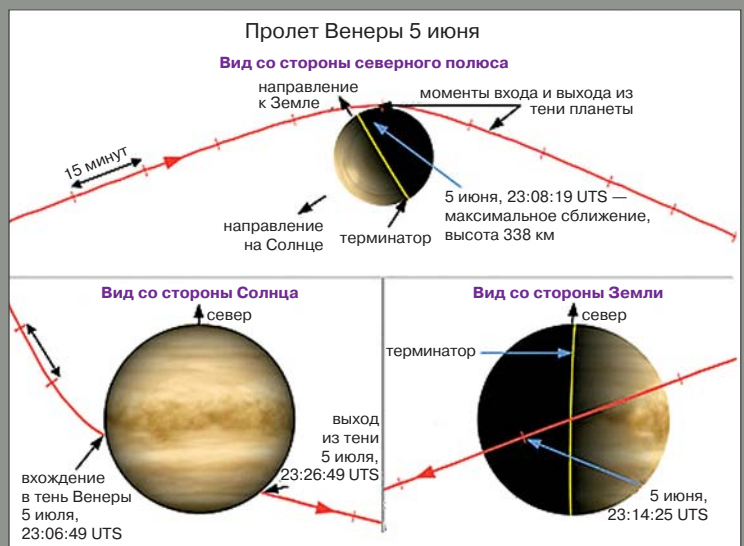 Пролет Венеры 5 июня
Вид со стороны северного полюса
направление
к Земле
моменты входа и выхода из
тени планеты
15 минут
5 июня, 23:08:19 UTS —
максимальное сближение,
высота 338 км
направление
на Солнце
терминатор
Вид со стороны Солнца
север
выход
из тени
5 июля,
23:26:49 UTS
вхождение
в тень Венеры
5 июля,
23:06:49 UTS
Вид со стороны Земли
север
терминатор
5 июня,
23:14:25 UTS